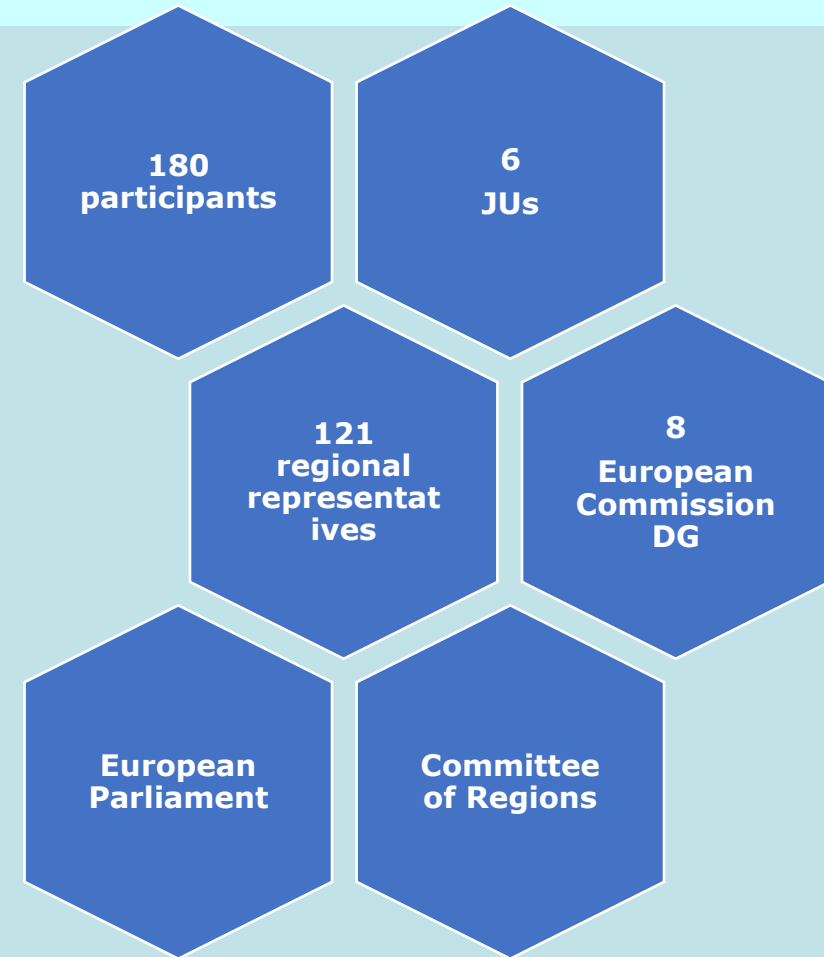 180
participants
6
JUs
121
regional
representat
ives
8
European
Commission
DG
European
Parliament
Committee
of Regions